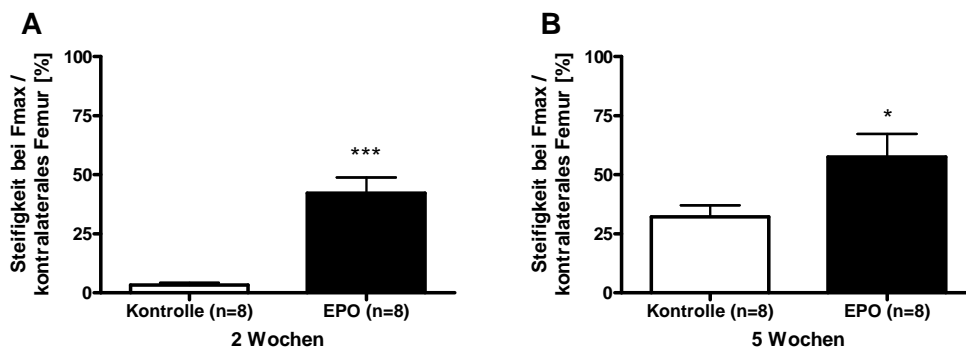 A
Steifigkeit bei Fmax /
kontralaterales Femur [%]
100
75
50
25
0
***
Kontrolle (n=8)
EPO (n=8)
2 Wochen
B
Steifigkeit bei Fmax /
kontralaterales Femur [%]
100
75
50
25
0
*
Kontrolle (n=8)
EPO (n=8)
5 Wochen